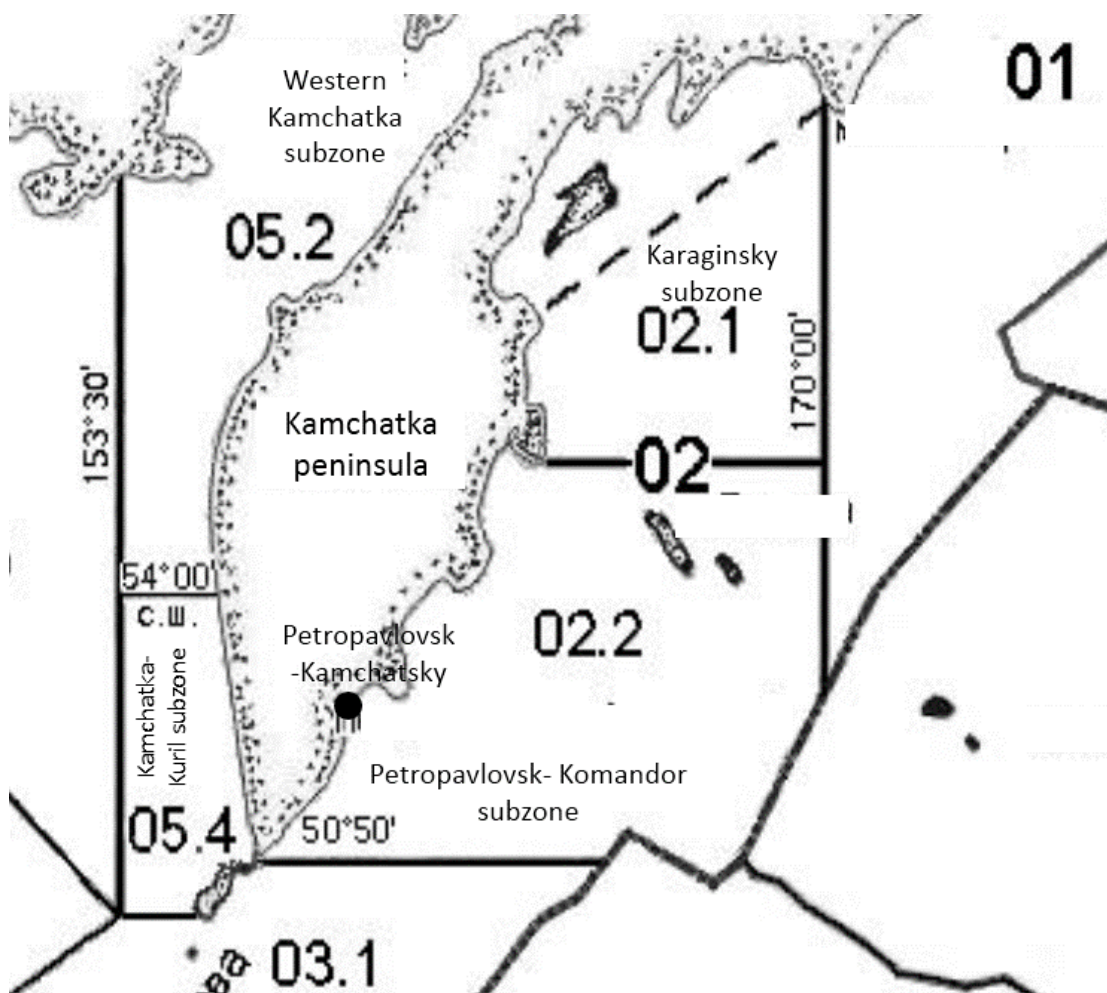 01
Western
Kamchatka
subzone
05.2
Karaginsky
subzone
02.1
170°00'
153°30'
Kamchatka
peninsula
02
54°00'
с.ш.
Petropavlovsk
-Kamchatsky
02.2
Kamchatka-
Kuril subzone
Petropavlovsk- Komandor
subzone
05.4
50°50'
03.1